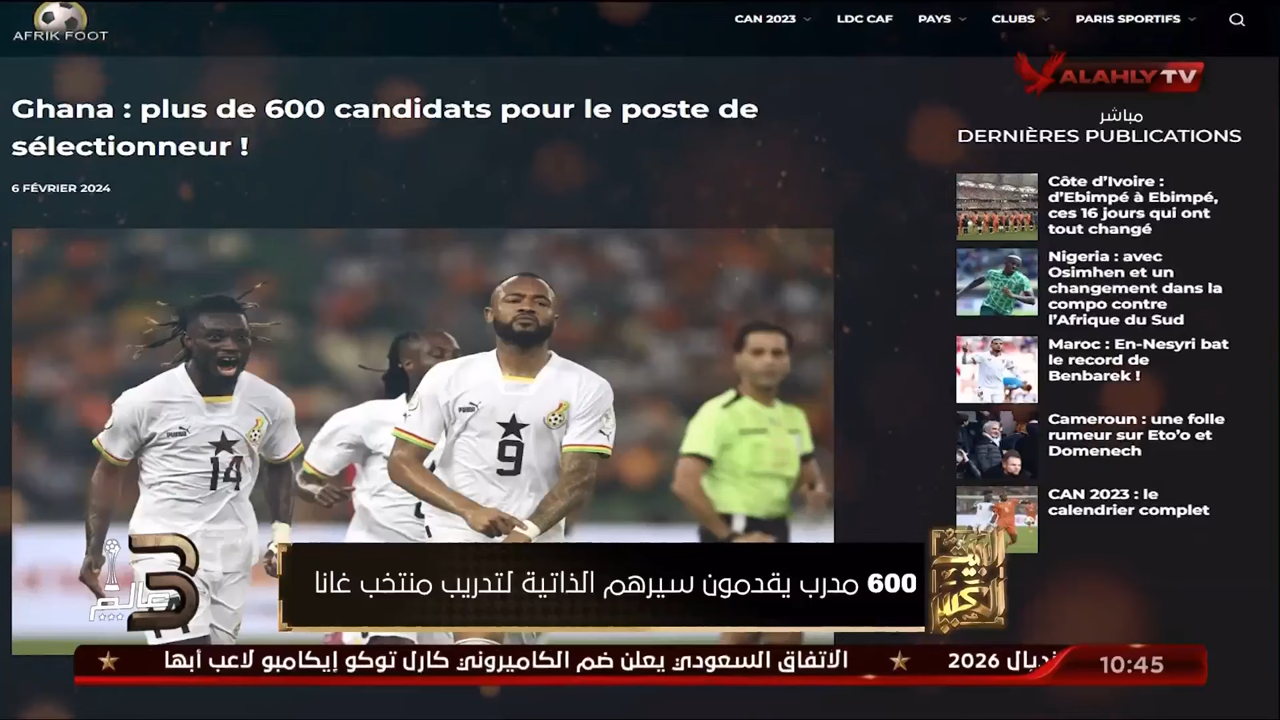 AFRIK FOOT
CAN 2023
LDC CAF
PAYS
CLUBS
PARIS SPORTIFS
ALAHLY TV
مباشر
Ghana : plus de 600 candidats pour le poste de
sélectionneur !
6 FÉVRIER 2024
DERNIÈRES PUBLICATIONS
Côte d'Ivoire :
d'Ebimpé à Ebimpé,
ces 16 jours qui ont
tout changé
Nigeria : avec
Osimhen et un
changement dans la
compo contre
l'Afrique du Sud
Maroc : En-Nesyri bat
le record de
Benbarek !
Cameroun : une folle
rumeur sur Eto'o et
Domenech
CAN 2023 : le
calendrier complet
PUMA
14
9
3
عالم
600 مدرب يقدمون سيرهم الذاتية لتدريب منتخب غانا
ديال 2026
الاتفاق السعودي يعلن ضم الكاميروني كارل توكو إيكامبو لاعب أبها
10:45